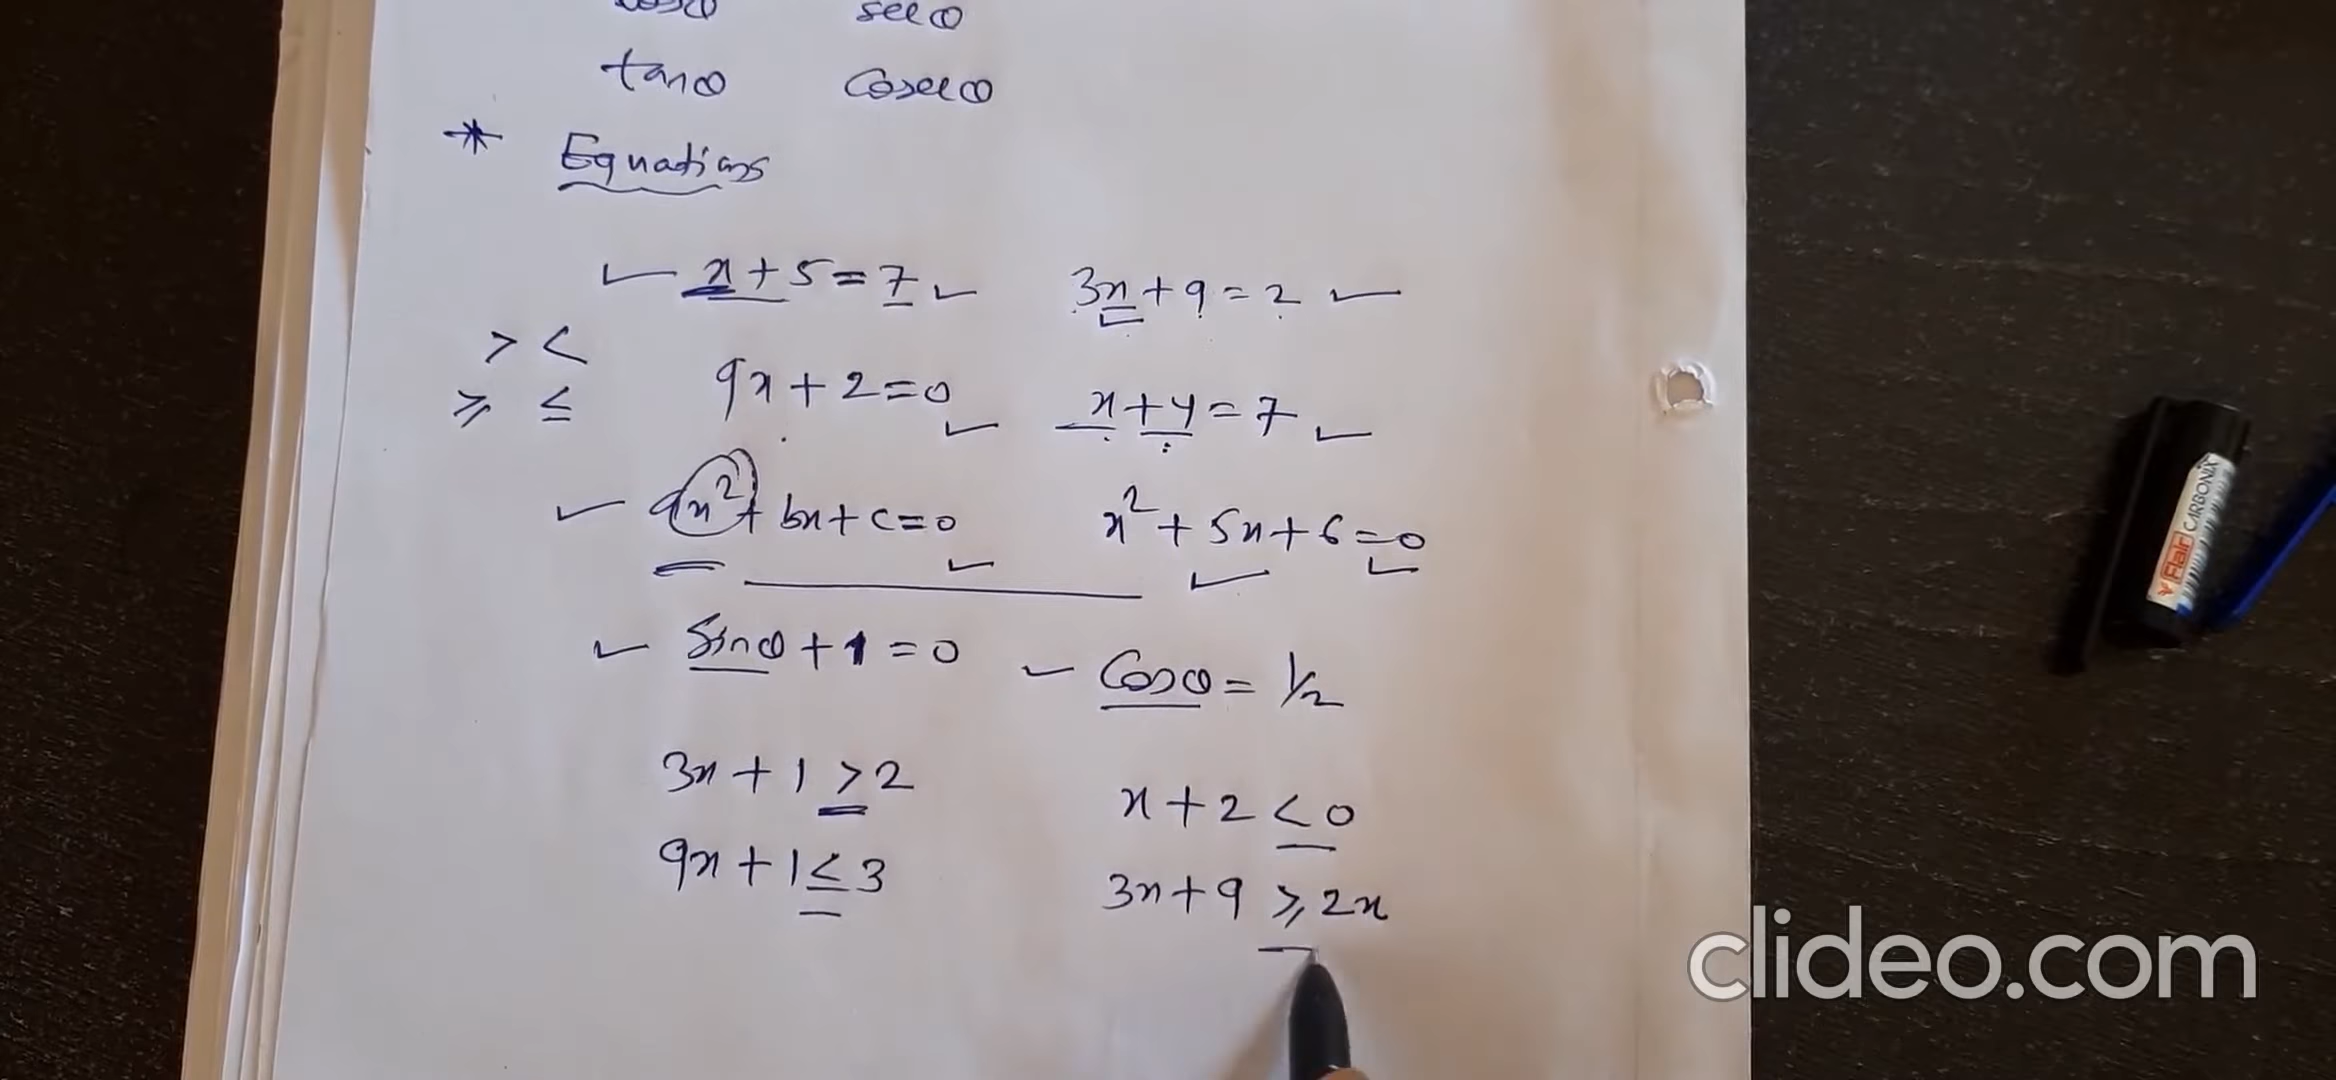 secθ
tanθ cosecθ
* Equations
x + 5 = 7 3x + 9 = 2
> <
9x + 2 = 0 x + y = 7
≥ ≤
ax² + bx + c = 0 x² + 5x + 6 = 0
sinθ + 1 = 0 cosθ = 1/2
3x + 1 > 2 x + 2 < 0
9x + 1 ≤ 3 3x + 9 ≥ 2x
Flair CARBONIX
clideo.com